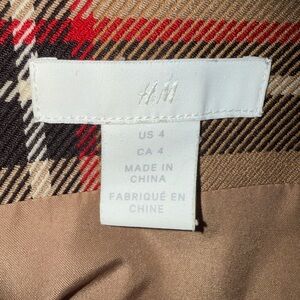 H&M
US 4
CA 4
MADE IN
CHINA
FABRIQUÉ EN
CHINE